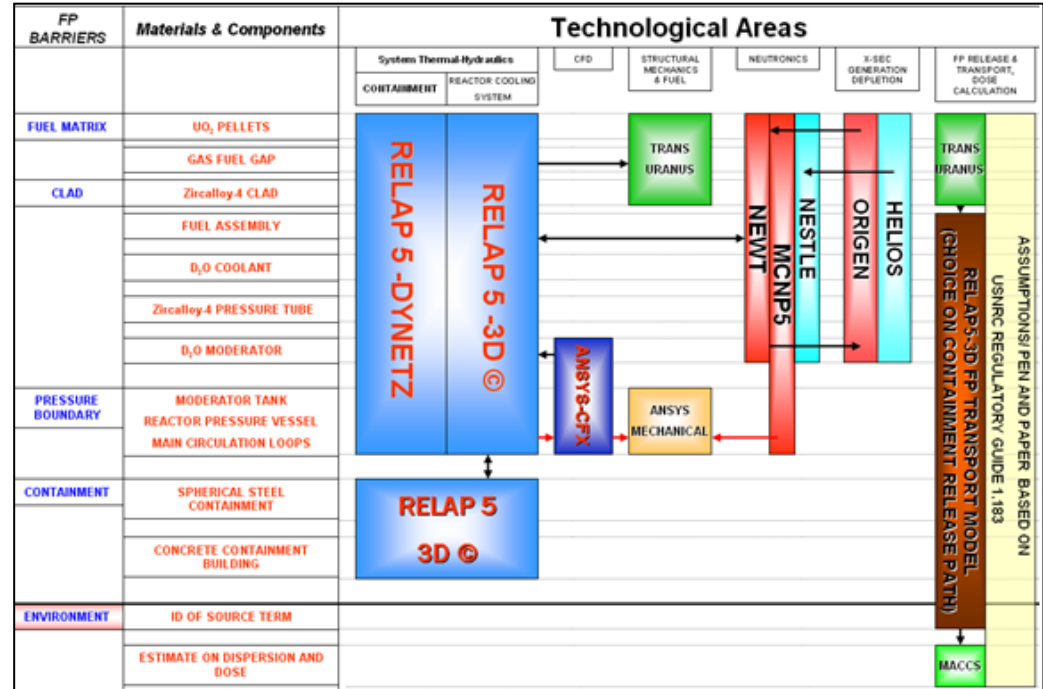 FP
BARRIERS
Materials & Components
Technological Areas
System Thermal-Hydraulics
CONTAINMENT
REACTOR COOLING
SYSTEM
CFD
STRUCTURAL
MECHANICS
& FUEL
NEUTRONICS
X-SEC
GENERATION
DEPLETION
FP RELEASE &
TRANSPORT,
DOSE
CALCULATION
FUEL MATRIX
UO₂ PELLETS
GAS FUEL GAP
CLAD
Zircalloy-4 CLAD
FUEL ASSEMBLY
D₂O COOLANT
Zircalloy-4 PRESSURE TUBE
D₂O MODERATOR
PRESSURE
BOUNDARY
MODERATOR TANK
REACTOR PRESSURE VESSEL
MAIN CIRCULATION LOOPS
CONTAINMENT
SPHERICAL STEEL
CONTAINMENT
CONCRETE CONTAINMENT
BUILDING
ENVIRONMENT
ID OF SOURCE TERM
ESTIMATE ON DISPERSION AND
DOSE
RELAP 5 -DYNETZ
RELAP 5 -3D ©
RELAP 5
3D ©
ANSYS-CFX
TRANS
URANUS
ANSYS
MECHANICAL
NEWT
MCNP5
NESTLE
ORIGEN
HELIOS
TRANS
URANUS
RELAP5-3D FP TRANSPORT MODEL
(CHOICE ON CONTAINMENT RELEASE PATH)
MACCS
ASSUMPTIONS/ PEN AND PAPER BASED ON
USNRC REGULATORY GUIDE 1.183